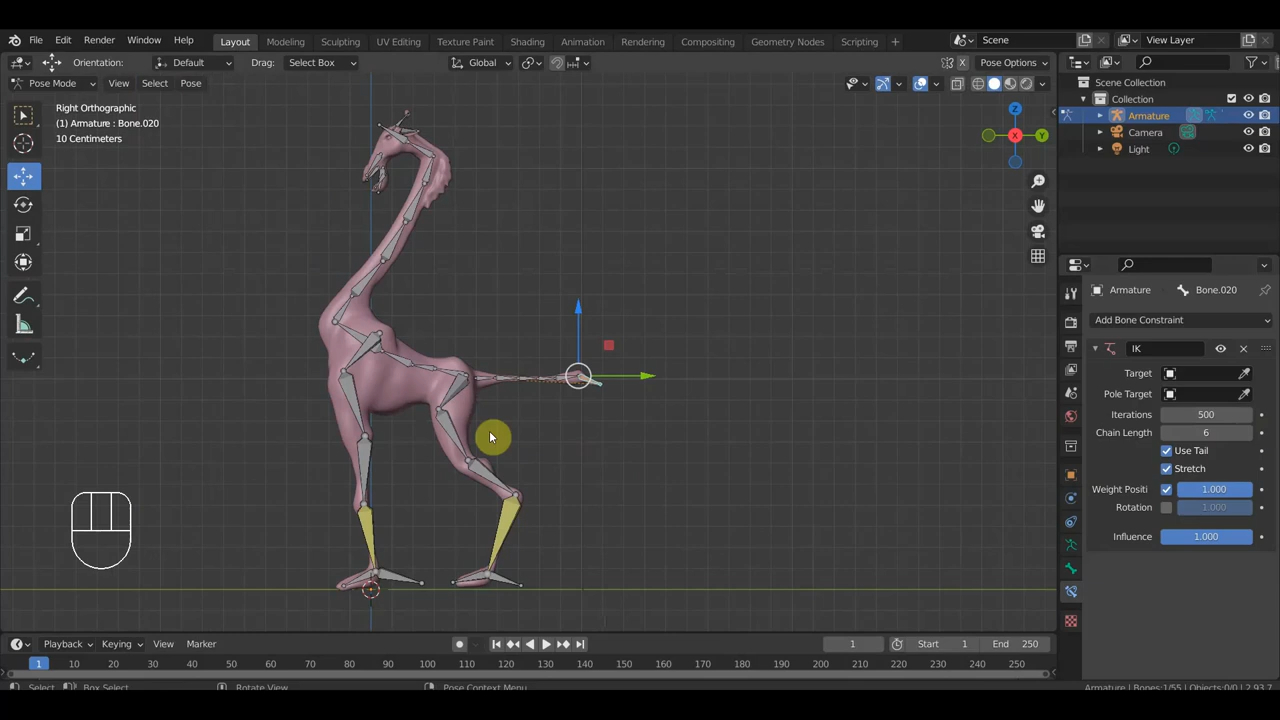 File Edit Render Window Help Layout Modeling Sculpting UV Editing Texture Paint Shading Animation Rendering Compositing Geometry Nodes Scripting + Scene View Layer
Orientation: Default Drag: Select Box Global X Pose Options
Pose Mode View Select Pose
Scene Collection
Collection
Armature
Camera
Light
Right Orthographic
(1) Armature : Bone.020
10 Centimeters
Z
X
Y
Armature Bone.020
Add Bone Constraint
IK
Target
Pole Target
Iterations 500
Chain Length 6
Use Tail
Stretch
Weight Positi 1.000
Rotation 1.000
Influence 1.000
Playback Keying View Marker 1 Start 1 End 250
1 10 20 30 40 50 60 70 80 90 100 110 120 130 140 150 160 170 180 190 200 210 220 230 240 250
Select Box Select Rotate View Pose Context Menu Armature | Bones:1/55 | Objects:0/0 | 2.93.7